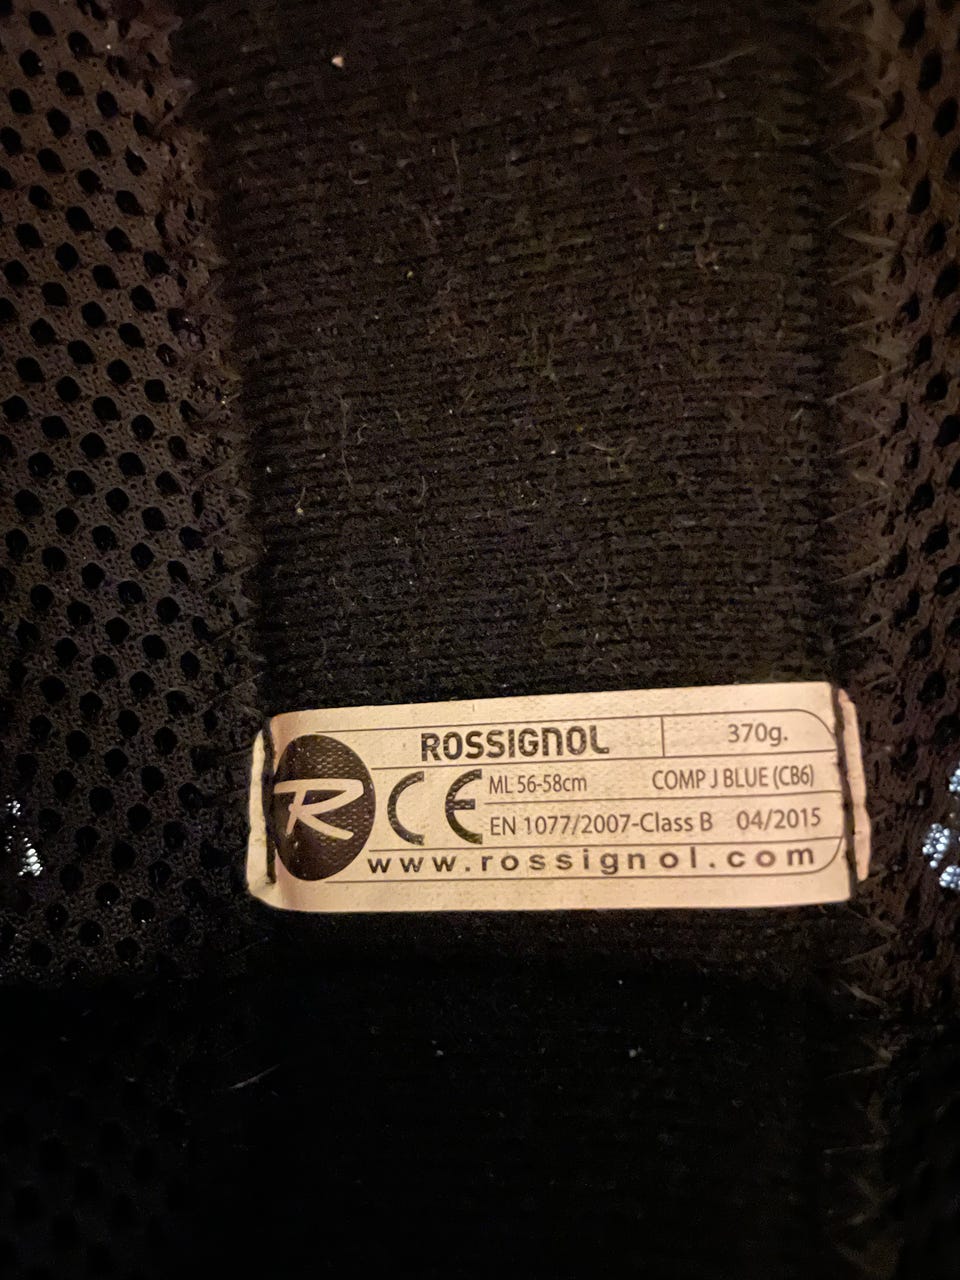 ROSSIGNOL 370g.
R CE ML 56-58cm COMP J BLUE (CB6)
EN 1077/2007-Class B 04/2015
www.rossignol.com